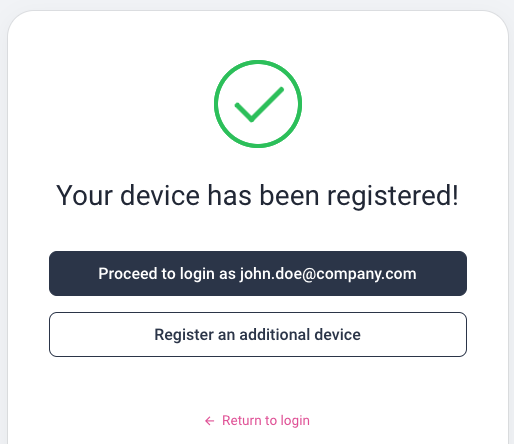 Your device has been registered!
Proceed to login as john.doe@company.com
Register an additional device
← Return to login